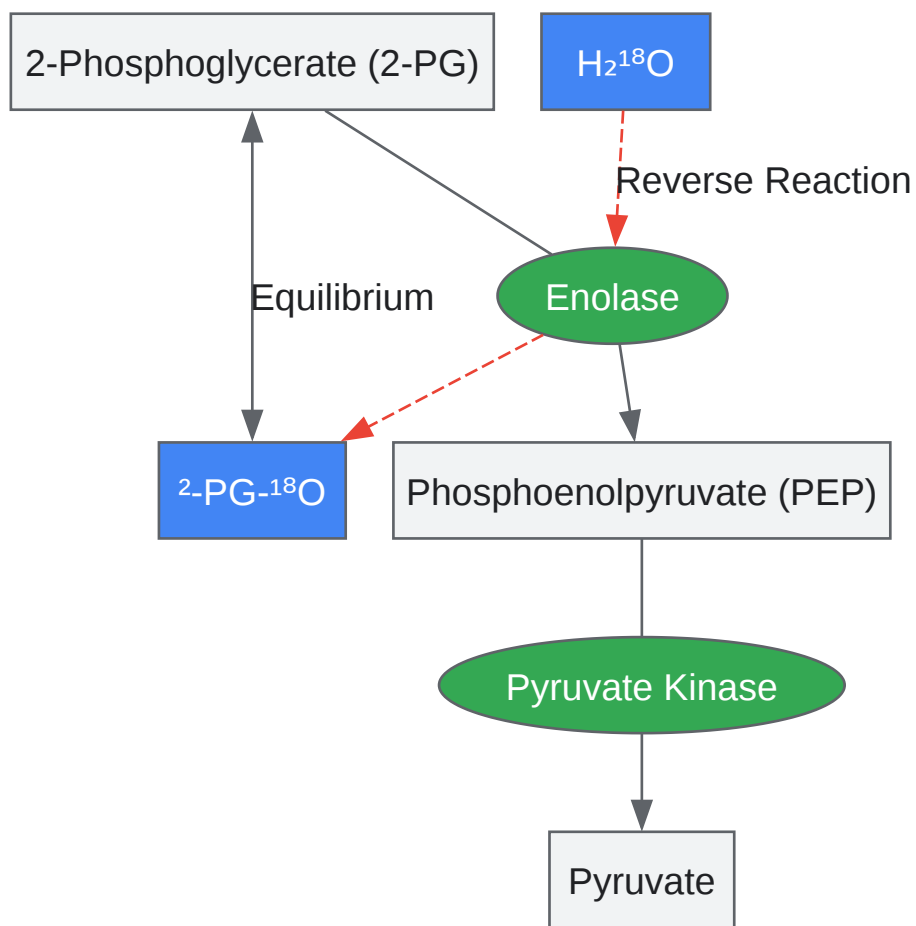 2-Phosphoglycerate (2-PG)
H₂¹⁸O
Reverse Reaction
Equilibrium
Enolase
²-PG-¹⁸O
Phosphoenolpyruvate (PEP)
Pyruvate Kinase
Pyruvate